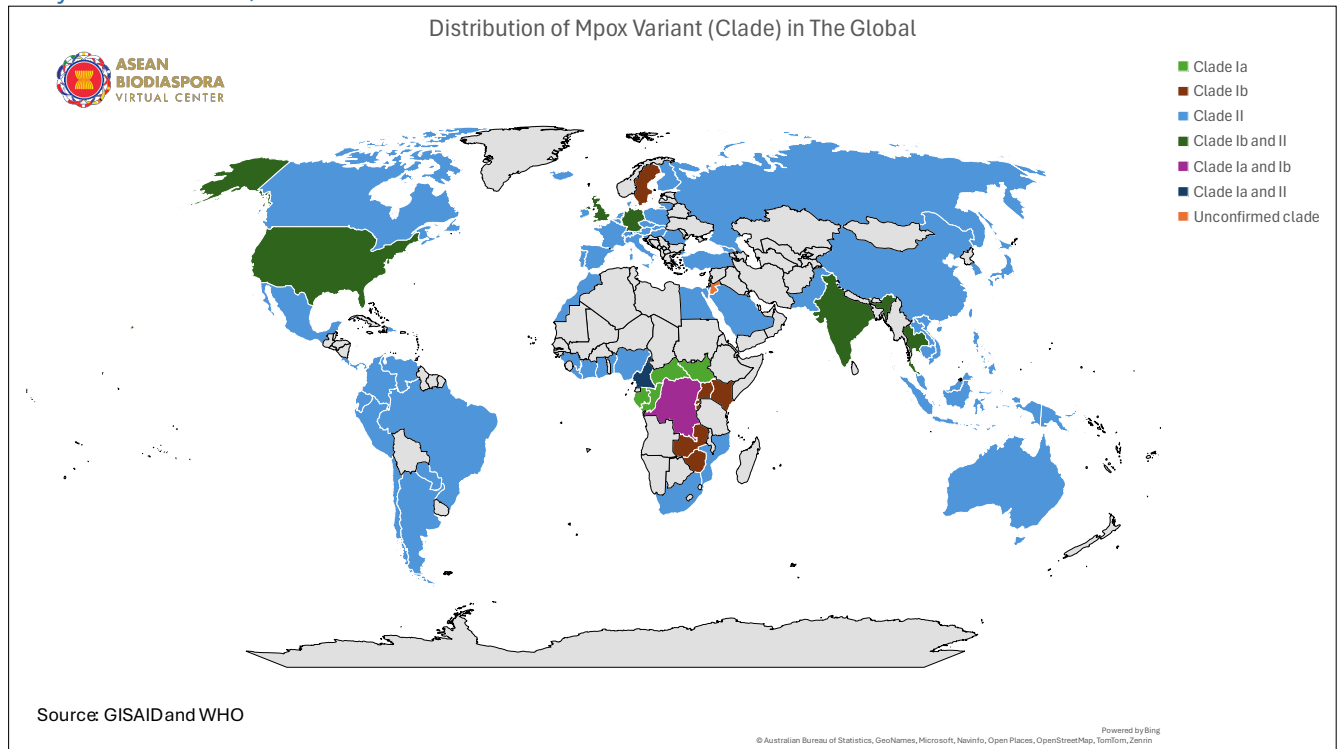 Distribution of Mpox Variant (Clade) in The Global
ASEAN
BIODIASPORA
VIRTUAL CENTER
Clade Ia
Clade Ib
Clade II
Clade Ib and II
Clade Ia and Ib
Clade Ia and II
Unconfirmed clade
Source: GISAID and WHO
Powered by Bing
© Australian Bureau of Statistics, GeoNames, Microsoft, Navinfo, Open Places, OpenStreetMap, TomTom, Zenrin